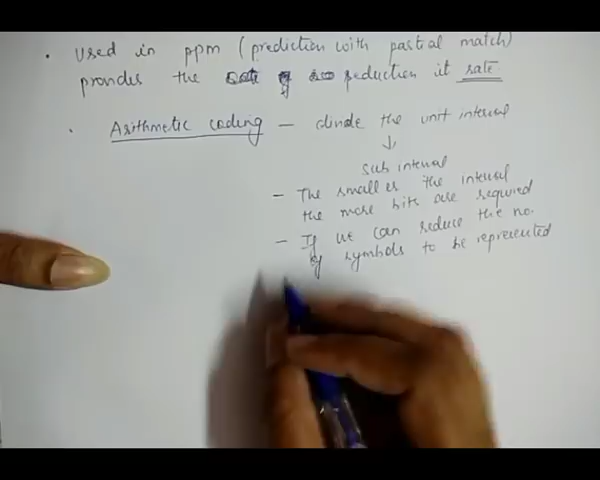 • used in ppm (prediction with partial match)
provides the reduction it rate
• Arithmetic coding — divide the unit interval
↓
sub interval
– The smaller the interval
the more bits are required
– If we can reduce the no.
of symbols to be represented